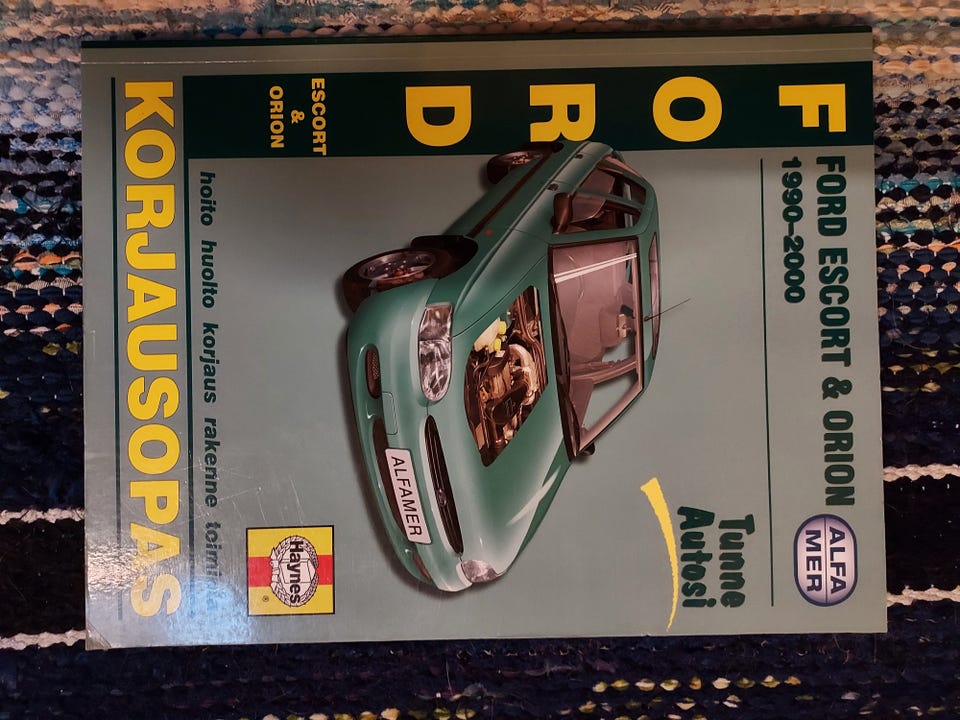 FORD ESCORT & ORION
1990–2000
ALFA
MER
Tunne
Autosi
FORD
ESCORT
&
ORION
ALFAMER
Haynes
®
hoito huolto korjaus rakenne
KORJAUSOPAS